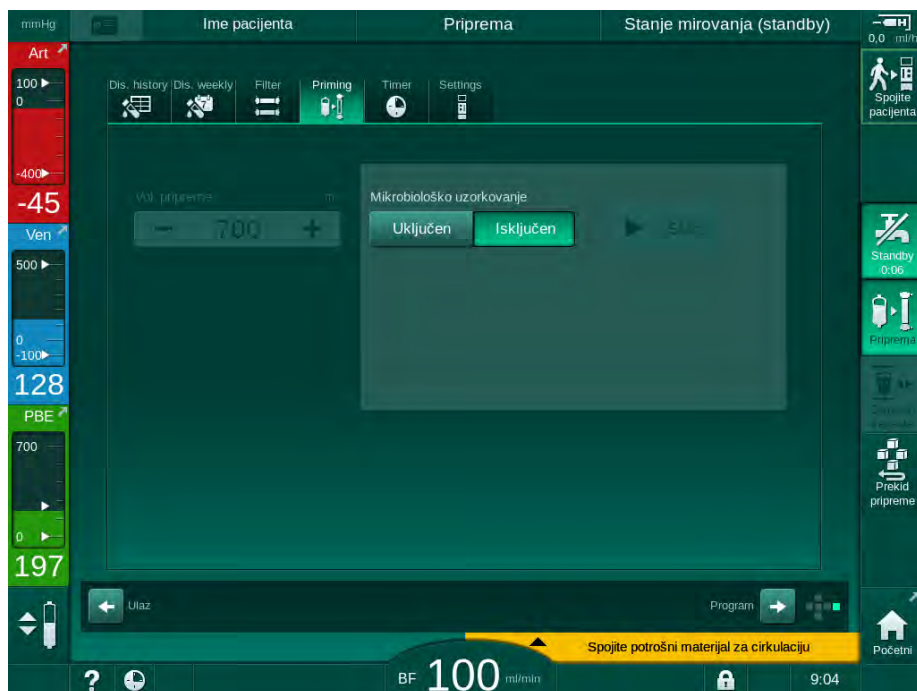 mmHg
Ime pacijenta
Priprema
Stanje mirovanja (standby)
0,0 ml/h
Art
100
0
-400
-45
Ven
500
0
-100
128
PBE
700
0
197
Dis. history
Dis. weekly
Filter
Priming
Timer
Settings
Vol. pripreme
700
Mikrobiološko uzorkovanje
Uključen
Isključen
Spojite
pacijenta
Standby
0:06
Priprema
Prekid
pripreme
Ulaz
Program
Početni
Spojite potrošni materijal za cirkulaciju
BF 100 ml/min
9:04